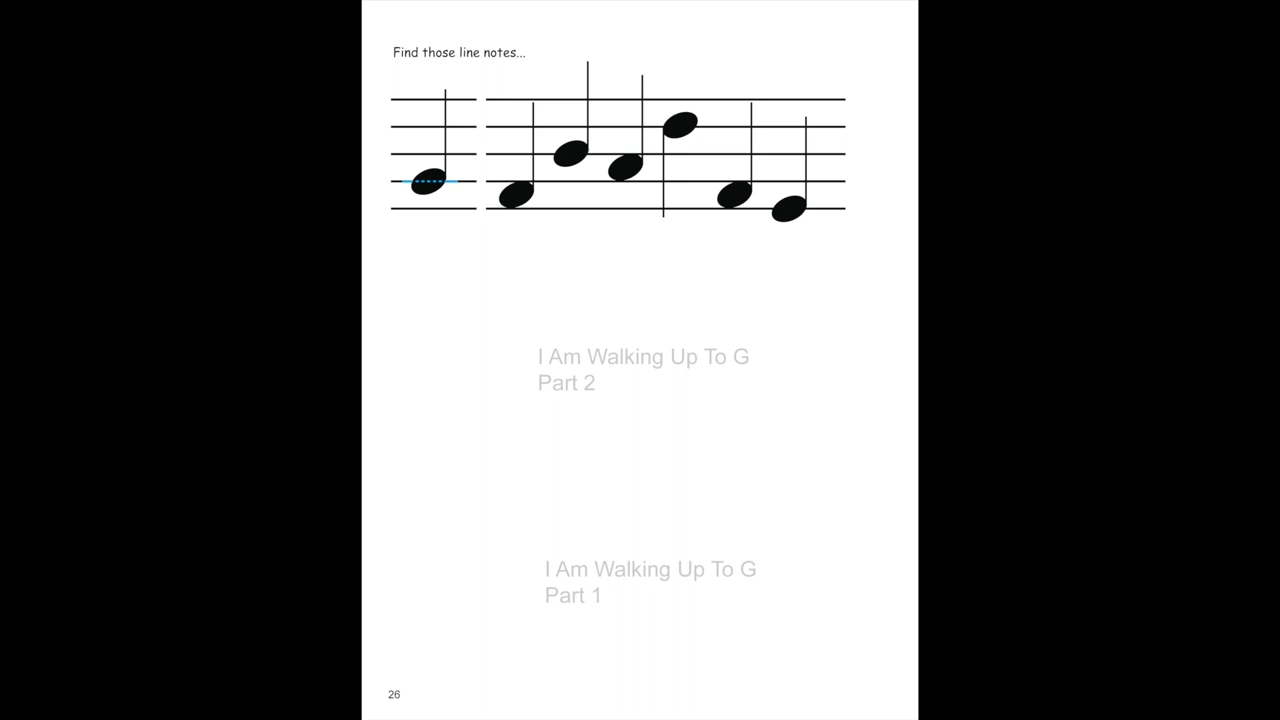 Find those line notes...
I Am Walking Up To G
Part 2
I Am Walking Up To G
Part 1
26